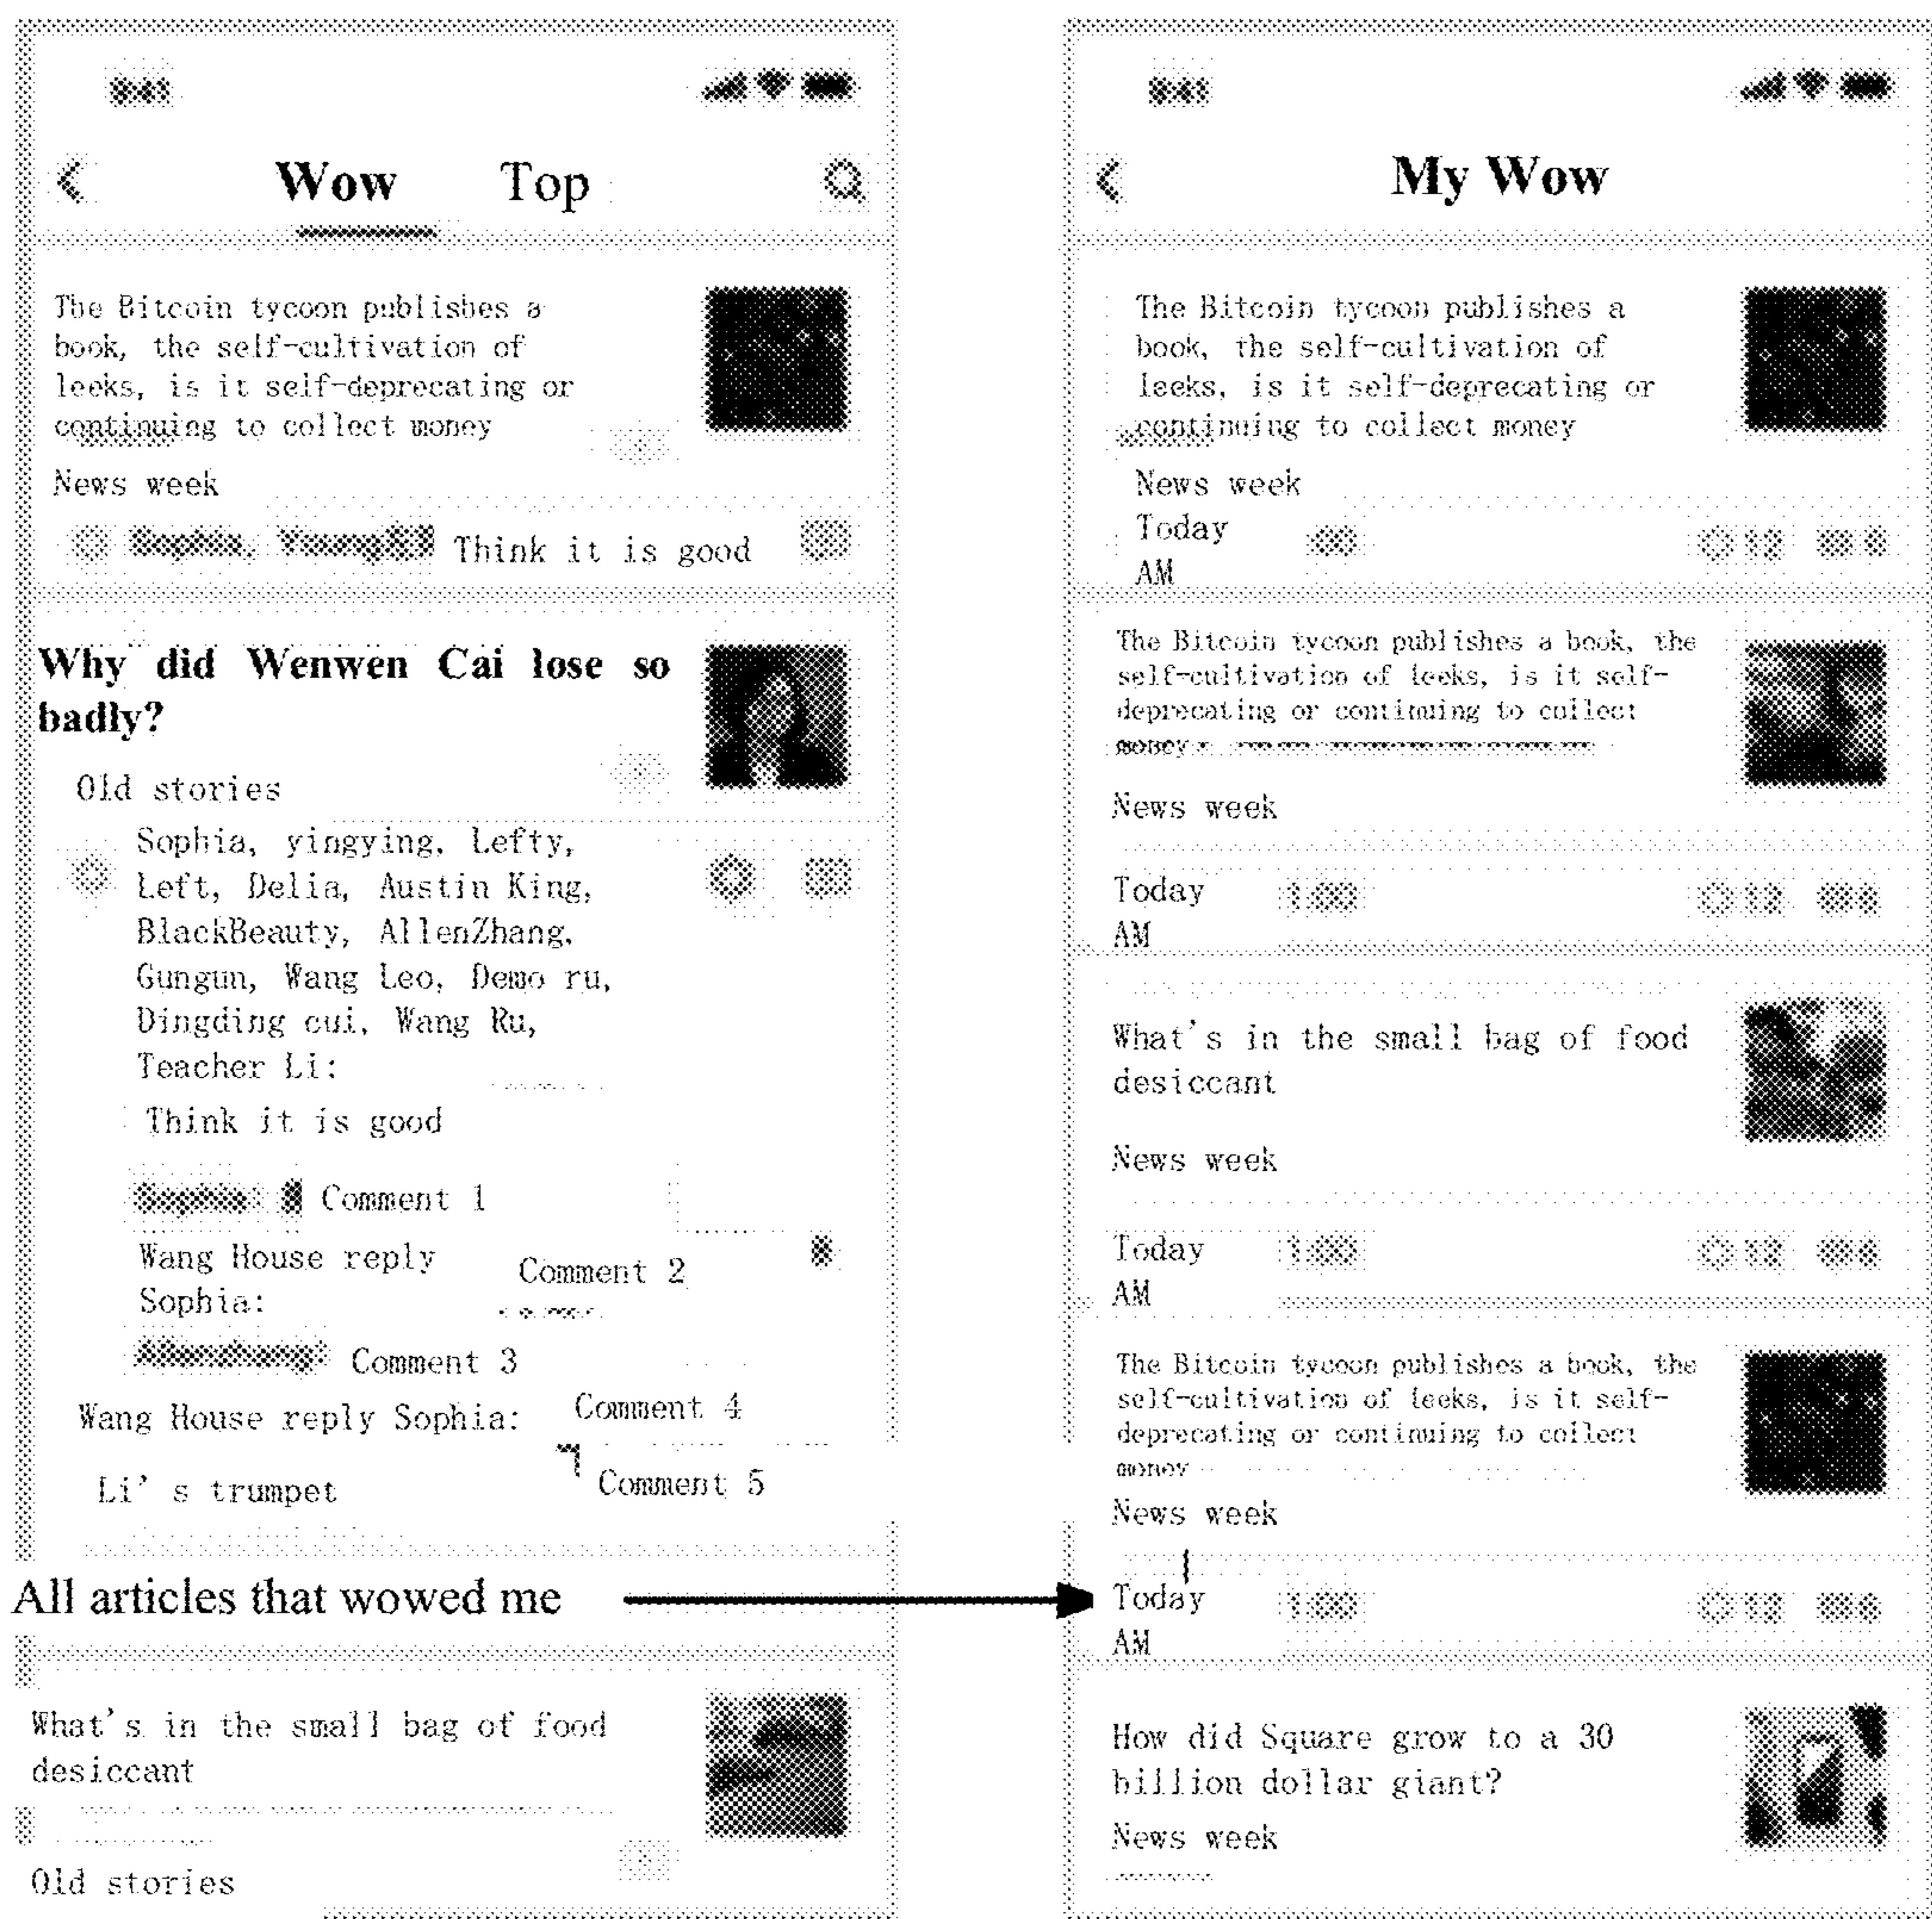 9:41
Wow Top
The Bitcoin tycoon publishes a
book, the self-cultivation of
leeks, is it self-deprecating or
continuing to collect money
News week
Sophia, Think it is good
Why did Wenwen Cai lose so
badly?
Old stories
Sophia, yingying, Lefty,
Left, Delia, Austin King,
BlackBeauty, AllenZhang,
Gungun, Wang Leo, Demo ru,
Dingding cui, Wang Ru,
Teacher Li:
Think it is good
Sophia Comment 1
Wang House reply
Sophia:
Comment 2
Comment 3
Wang House reply Sophia:
Comment 4
Li's trumpet
Comment 5
All articles that wowed me
What's in the small bag of food
desiccant
Old stories
9:41
My Wow
The Bitcoin tycoon publishes a
book, the self-cultivation of
leeks, is it self-deprecating or
continuing to collect money
News week
Today
AM
The Bitcoin tycoon publishes a book, the
self-cultivation of leeks, is it self-
deprecating or continuing to collect
money
News week
Today
AM
What's in the small bag of food
desiccant
News week
Today
AM
The Bitcoin tycoon publishes a book, the
self-cultivation of leeks, is it self-
deprecating or continuing to collect
money
News week
Today
AM
How did Square grow to a 30
billion dollar giant?
News week